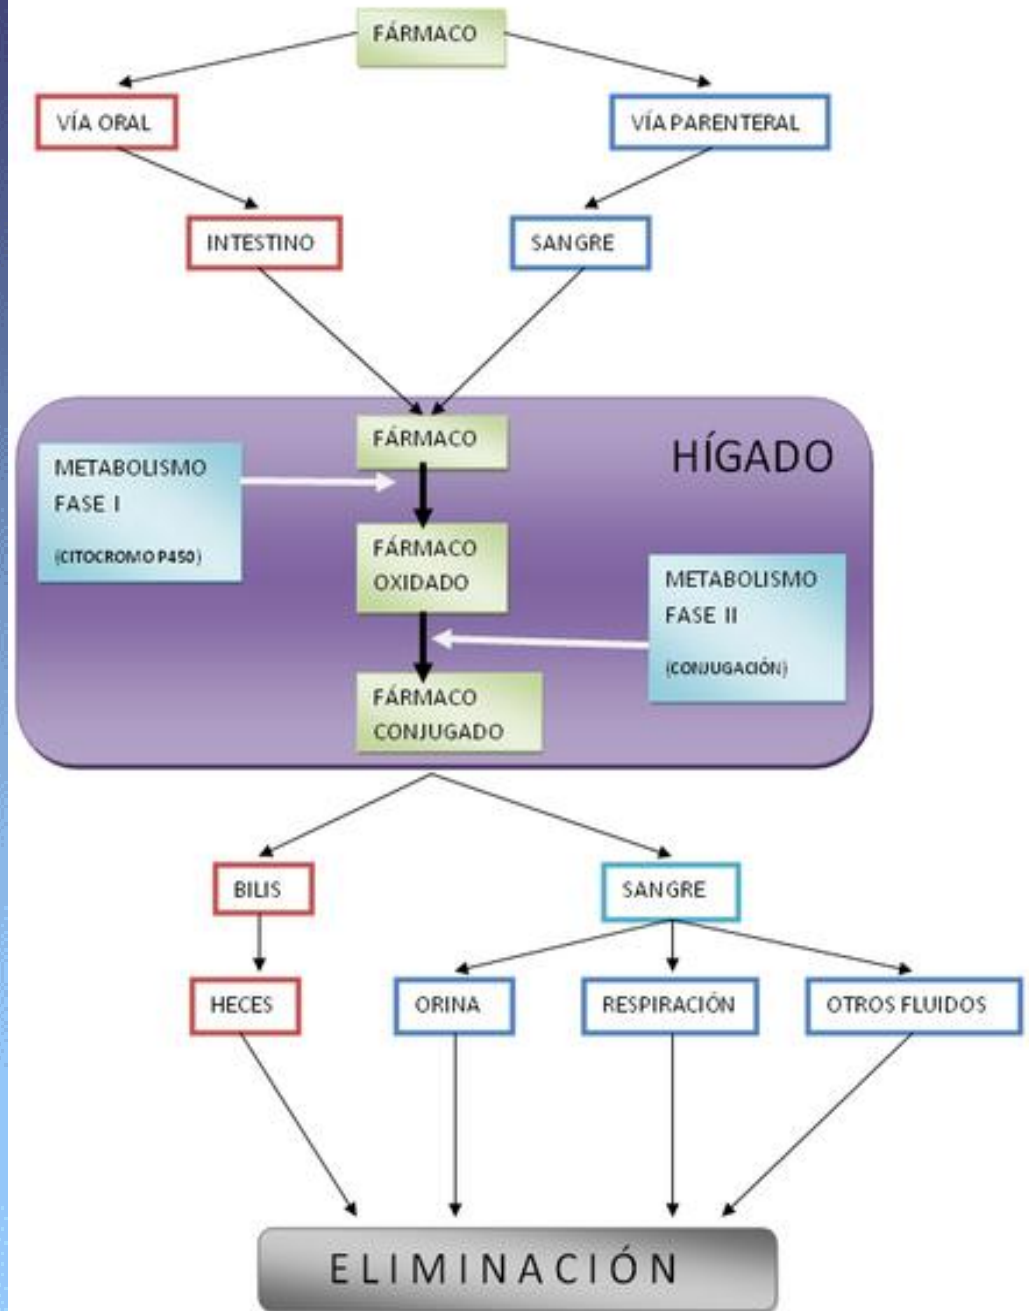 FÁRMACO
VÍA ORAL
VÍA PARENTERAL
INTESTINO
SANGRE
FÁRMACO
HÍGADO
METABOLISMO
FASE I
(CITOCROMO P450)
FÁRMACO
OXIDADO
METABOLISMO
FASE II
(CONJUGACIÓN)
FÁRMACO
CONJUGADO
BILIS
SANGRE
HECES
ORINA
RESPIRACIÓN
OTROS FLUIDOS
ELIMINACIÓN